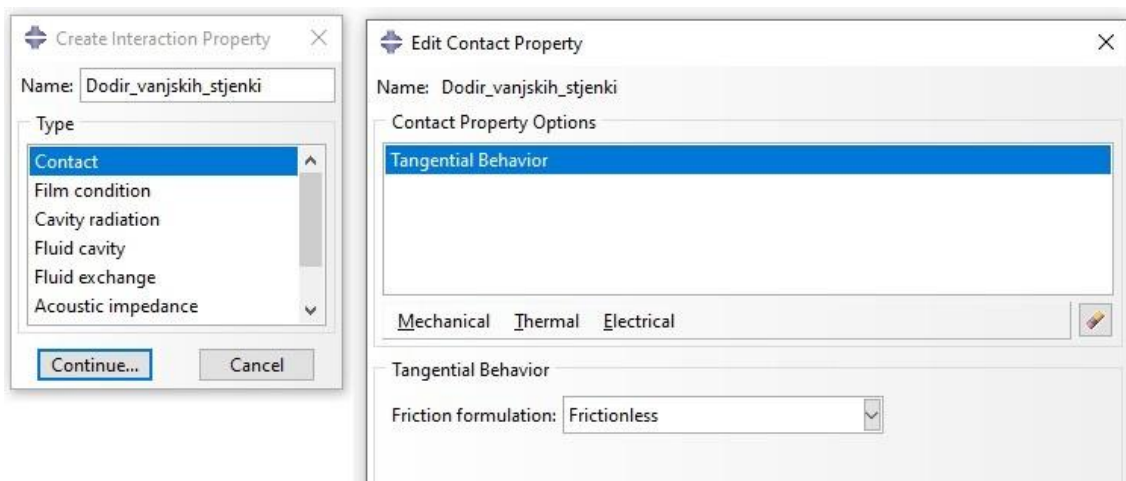 Create Interaction Property
Name: Dodir_vanjskih_stjenki
Type
Contact
Film condition
Cavity radiation
Fluid cavity
Fluid exchange
Acoustic impedance
Continue...
Cancel
Edit Contact Property
Name: Dodir_vanjskih_stjenki
Contact Property Options
Tangential Behavior
Mechanical Thermal Electrical
Tangential Behavior
Friction formulation: Frictionless